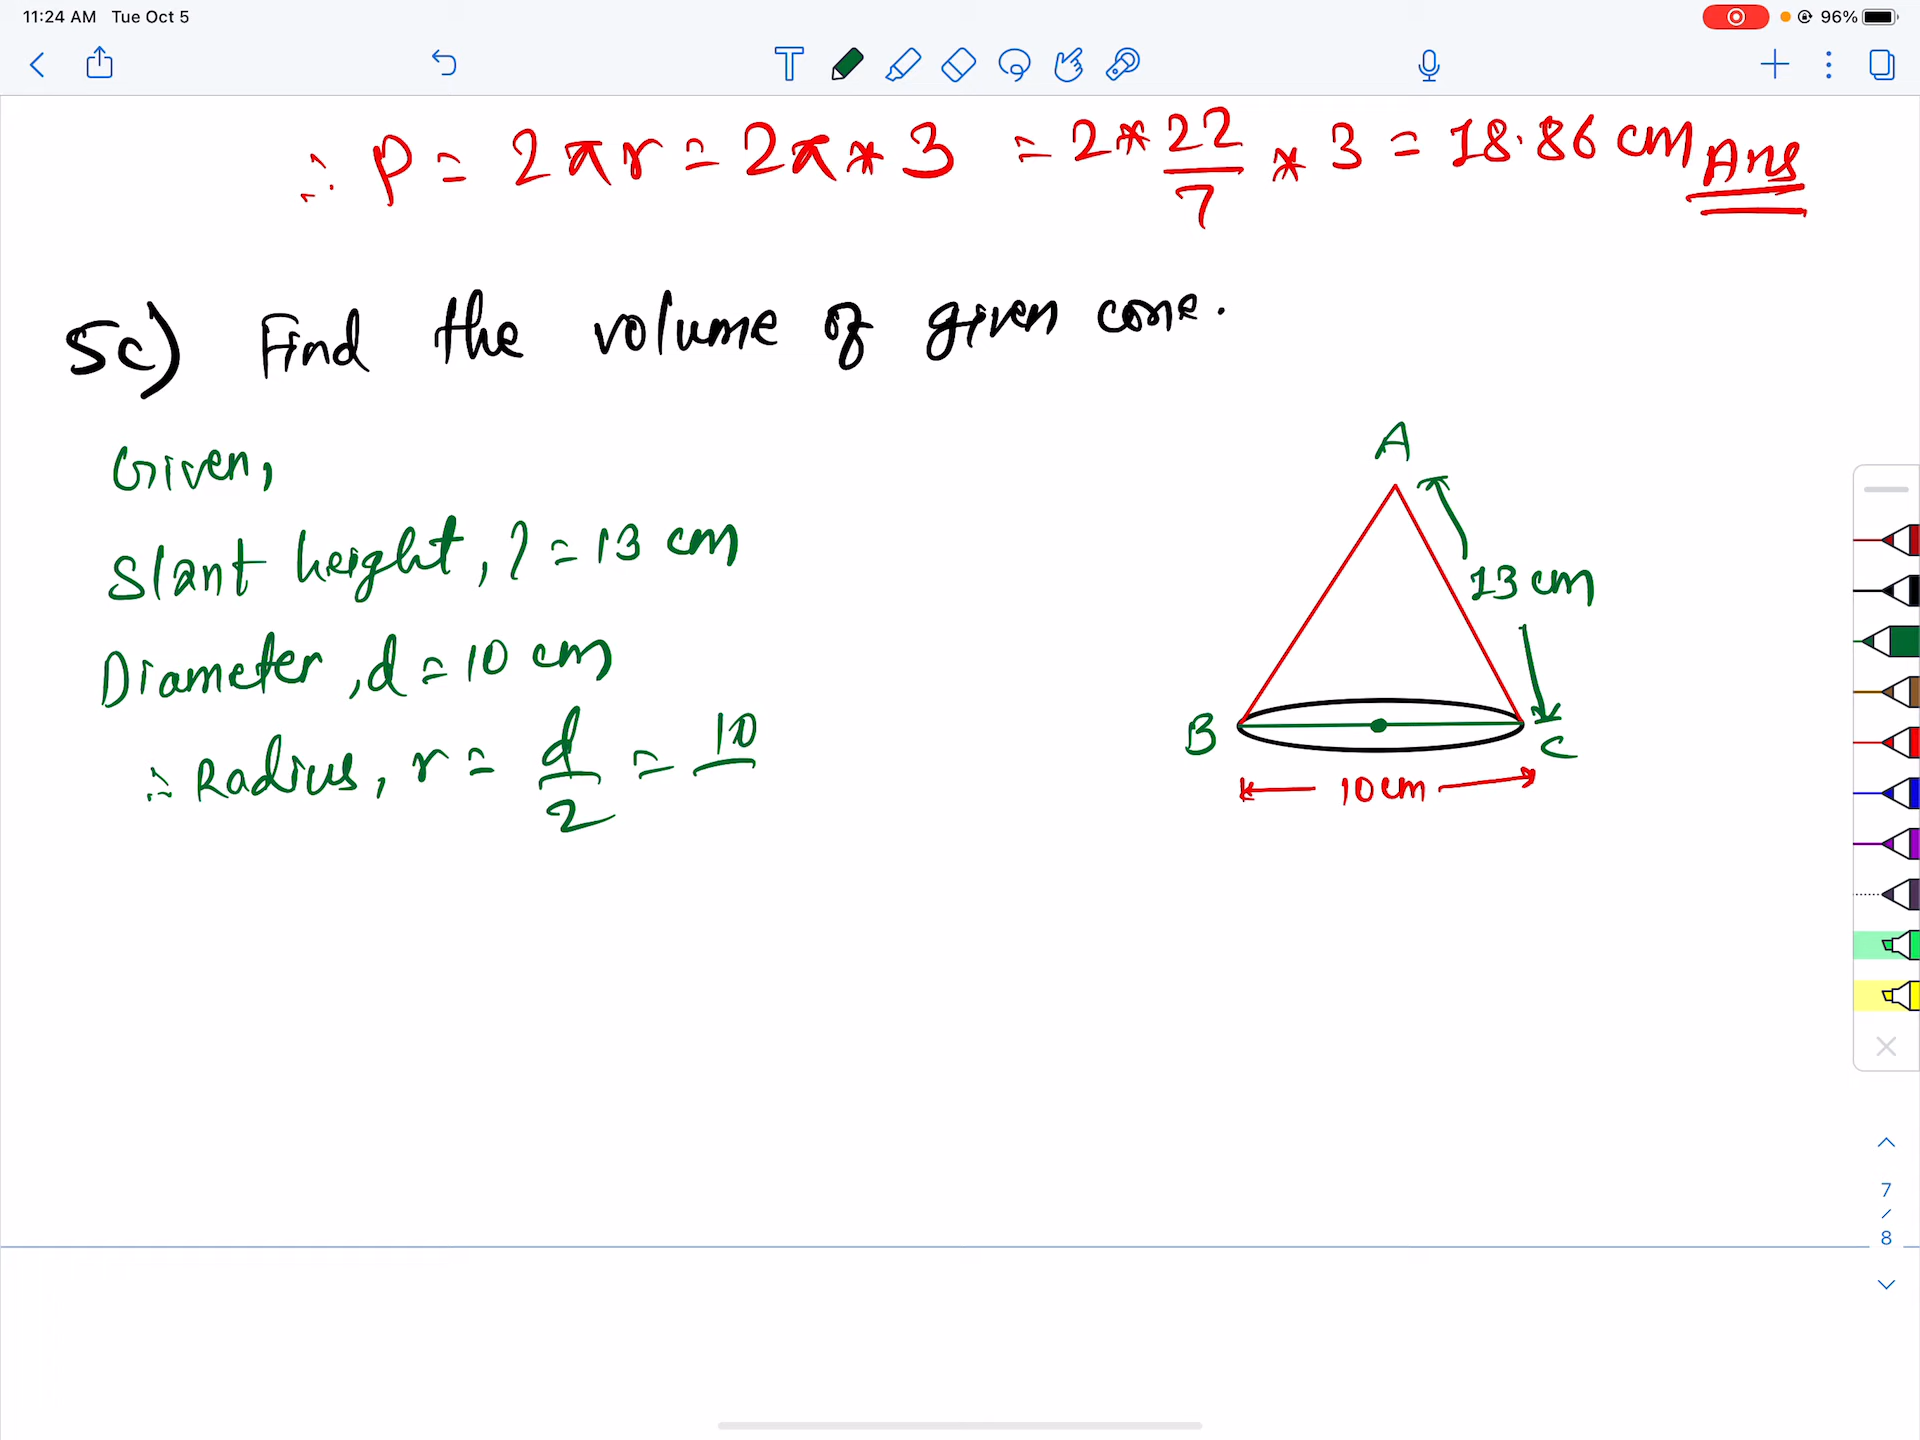 11:24 AM Tue Oct 5 96%
∴ P = 2πr = 2π * 3 = 2 * 22/7 * 3 = 18.86 cm Ans
5c) Find the volume of given cone.
A
Given,
Slant height, l = 13 cm
13 cm
Diameter, d = 10 cm
B C
∴ Radius, r = d/2 = 10
10 cm
7
/
8